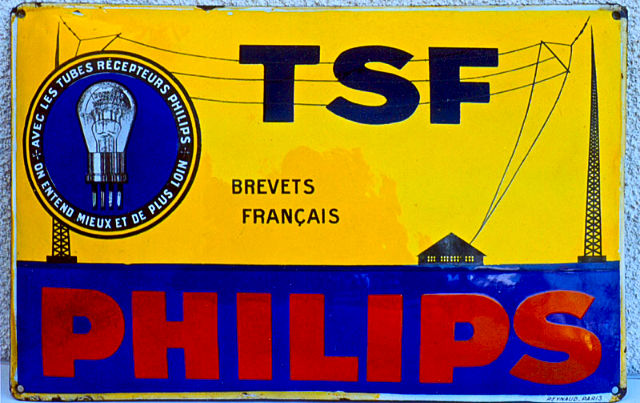 TSF
AVEC LES TUBES RÉCEPTEURS PHILIPS
ON ENTEND MIEUX ET DE PLUS LOIN
BREVETS
FRANÇAIS
PHILIPS
REYNAUD. PARIS